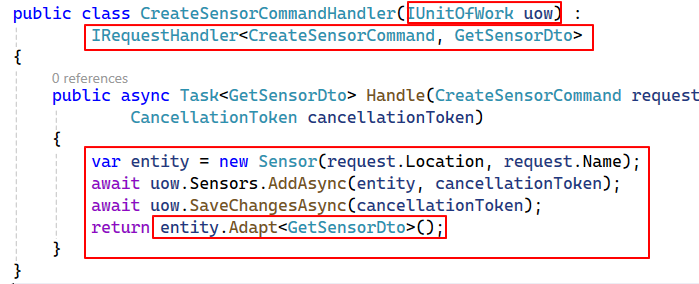 public class CreateSensorCommandHandler(IUnitOfWork uow) :
IRequestHandler<CreateSensorCommand, GetSensorDto>
{
0 references
public async Task<GetSensorDto> Handle(CreateSensorCommand request
CancellationToken cancellationToken)
{
var entity = new Sensor(request.Location, request.Name);
await uow.Sensors.AddAsync(entity, cancellationToken);
await uow.SaveChangesAsync(cancellationToken);
return entity.Adapt<GetSensorDto>();
}
}